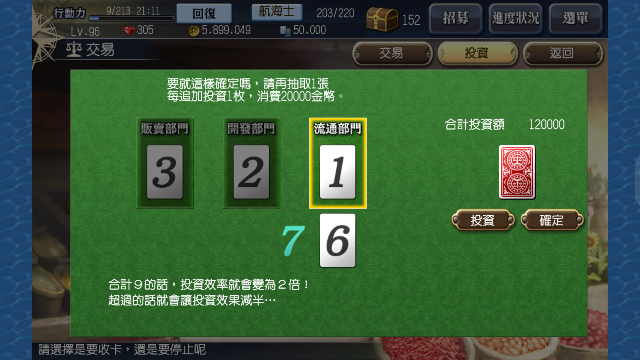 行動力 9/213 21:11 回復 航海士 203/220 152 招募 進度狀況 選單
Lv.96 305 5,899,049 50,000
交易 交易 投資 返回
要就這樣確定嗎，請再抽取1張
每追加投資1枚，消費20000金幣。
販賣部門 開發部門 流通部門
合計投資額 120000
3 2 1
投資 確定
7 6
合計９的話，投資效率就會變為２倍！
超過的話就會讓投資效果減半…
請選擇是要收卡，還是要停止呢